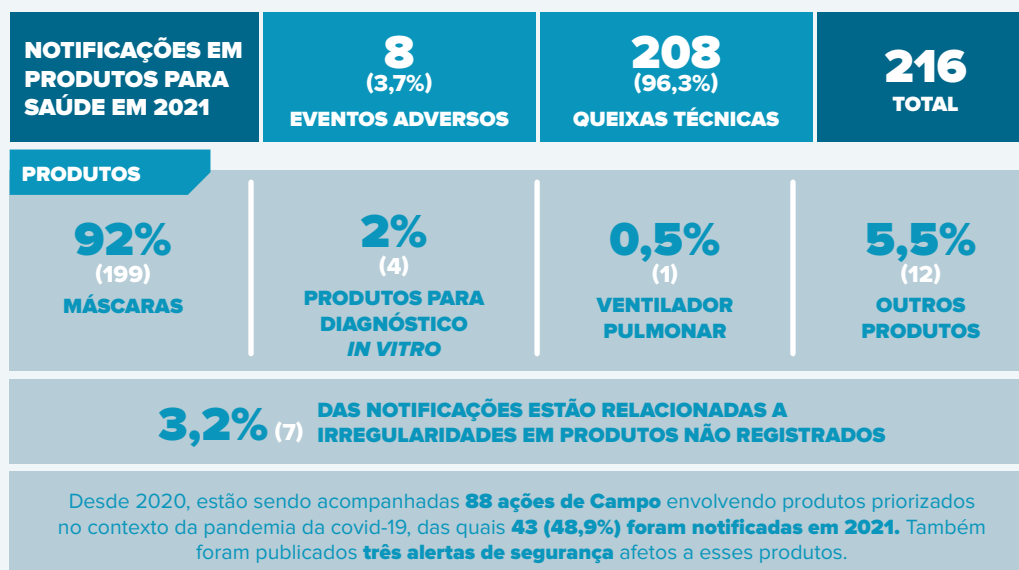 NOTIFICAÇÕES EM
PRODUTOS PARA
SAÚDE EM 2021
8
(3,7%)
EVENTOS ADVERSOS
208
(96,3%)
QUEIXAS TÉCNICAS
216
TOTAL
PRODUTOS
92%
(199)
MÁSCARAS
2%
(4)
PRODUTOS PARA
DIAGNÓSTICO
IN VITRO
0,5%
(1)
VENTILADOR
PULMONAR
5,5%
(12)
OUTROS
PRODUTOS
3,2% (7)
DAS NOTIFICAÇÕES ESTÃO RELACIONADAS A
IRREGULARIDADES EM PRODUTOS NÃO REGISTRADOS
Desde 2020, estão sendo acompanhadas 88 ações de Campo envolvendo produtos priorizados
no contexto da pandemia da covid-19, das quais 43 (48,9%) foram notificadas em 2021. Também
foram publicados três alertas de segurança afetos a esses produtos.